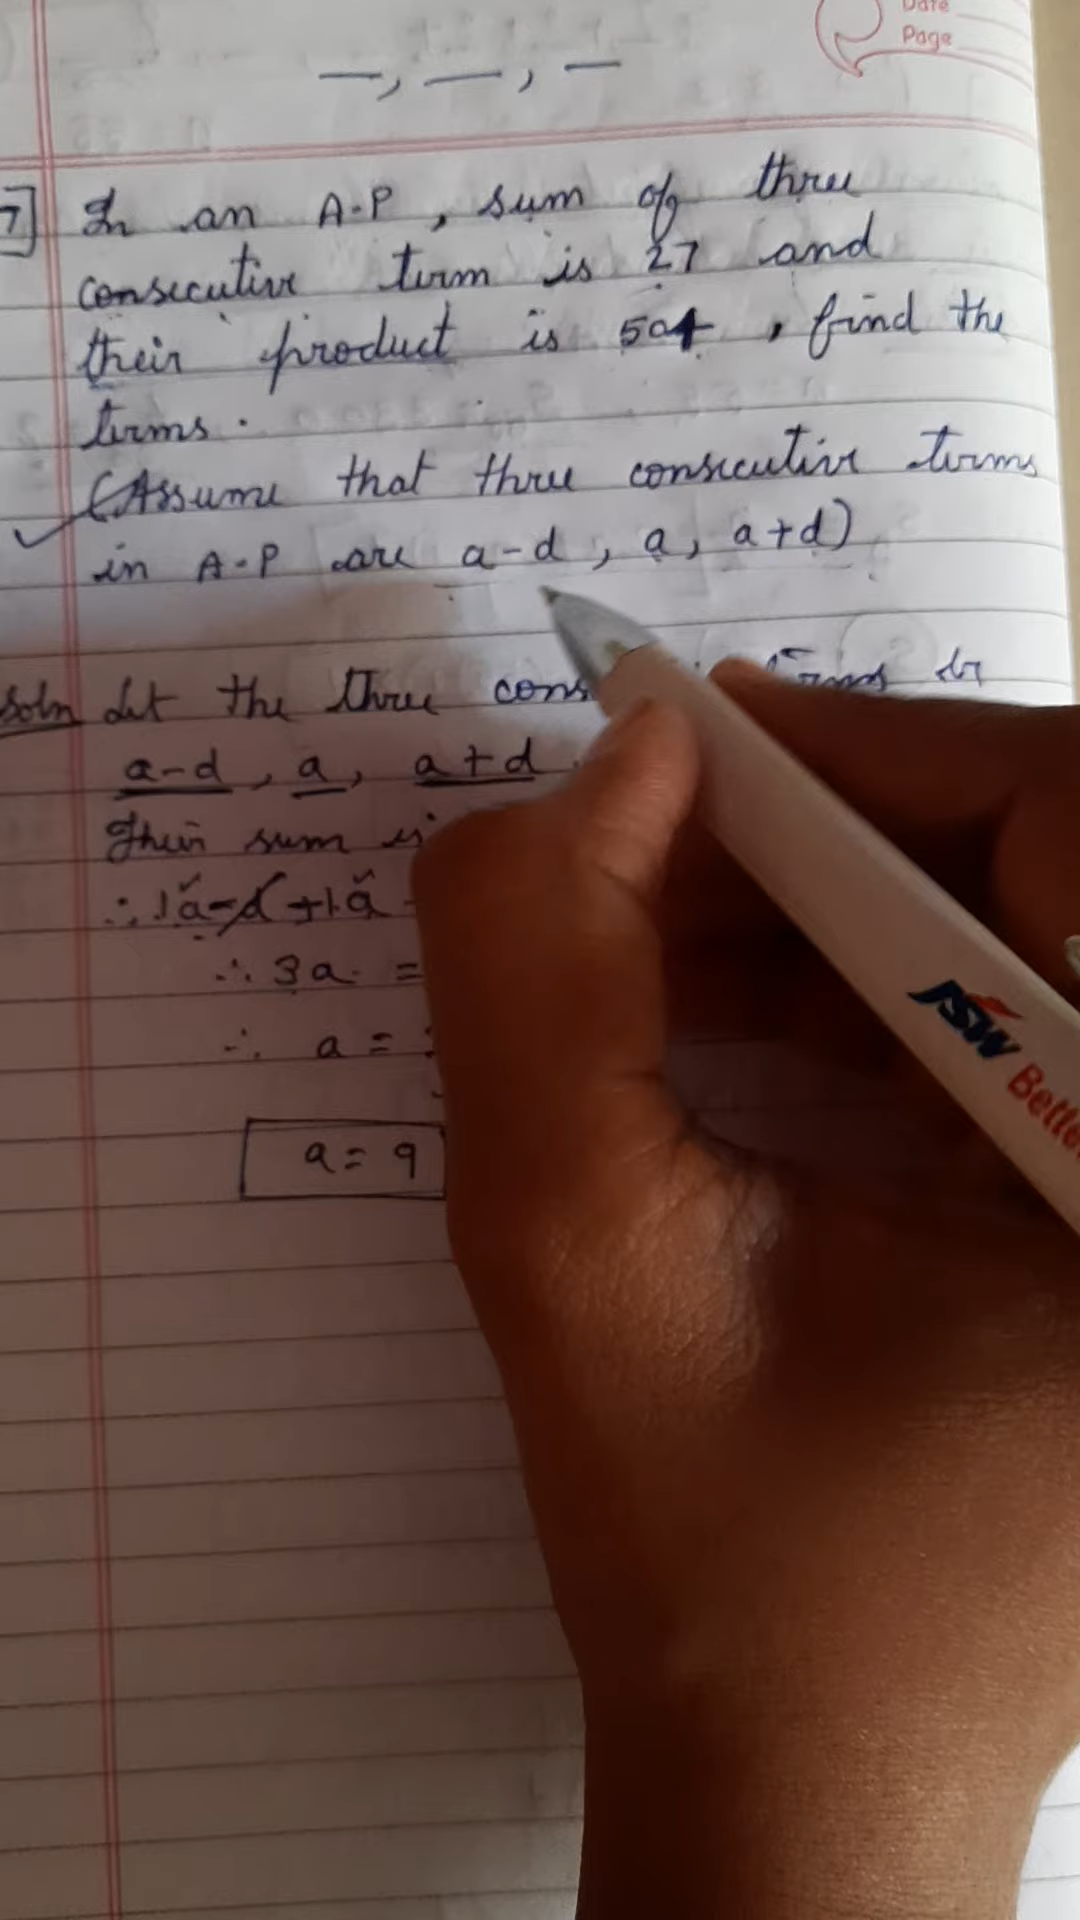 Date
Page
—, —, —
7] In an A.P, sum of three
consecutive term is 27 and
their product is 504, find the
terms.
(Assume that three consecutive terms
in A.P are a-d, a, a+d)
Soln Let the three be
a-d, a, a+d
Their sum is
∴ 1a-d+1a
∴ 3a =
∴ a =
a = 9
JSW